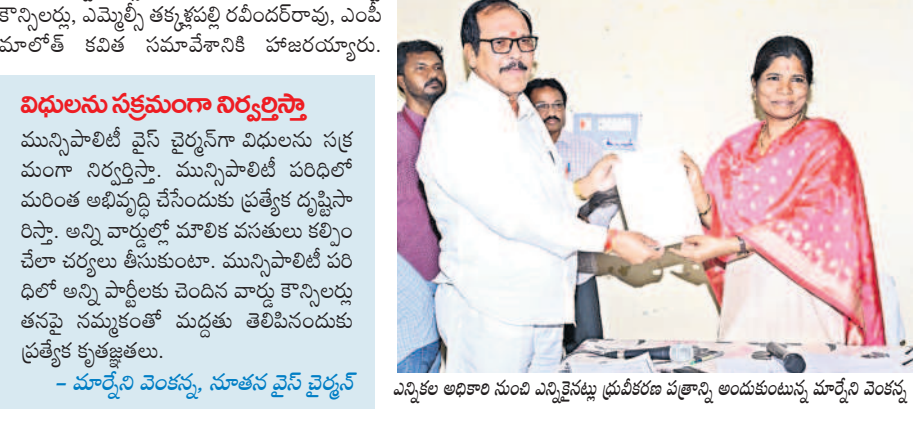 కౌన్సిలర్లు, ఎమ్మెల్సీ తక్కళ్లపల్లి రవీందర్‌రావు, ఎంపీ
మాలోత్ కవిత సమావేశానికి హాజరయ్యారు.
విధులను సక్రమంగా నిర్వర్తిస్తా
మున్సిపాలిటీ వైస్ చైర్మన్‌గా విధులను సక్ర
మంగా నిర్వర్తిస్తా. మున్సిపాలిటీ పరిధిలో
మరింత అభివృద్ధి చేసేందుకు ప్రత్యేక దృష్టిసా
రిస్తా. అన్ని వార్డుల్లో మౌలిక వసతులు కల్పిం
చేలా చర్యలు తీసుకుంటా. మున్సిపాలిటీ పరి
ధిలో అన్ని పార్టీలకు చెందిన వార్డు కౌన్సిలర్లు
తనపై నమ్మకంతో మద్దతు తెలిపినందుకు
ప్రత్యేక కృతజ్ఞతలు.
– మార్నేని వెంకన్న, నూతన వైస్ చైర్మన్
ఎన్నికల అధికారి నుంచి ఎన్నికైనట్లు ధ్రువీకరణ పత్రాన్ని అందుకుంటున్న మార్నేని వెంకన్న